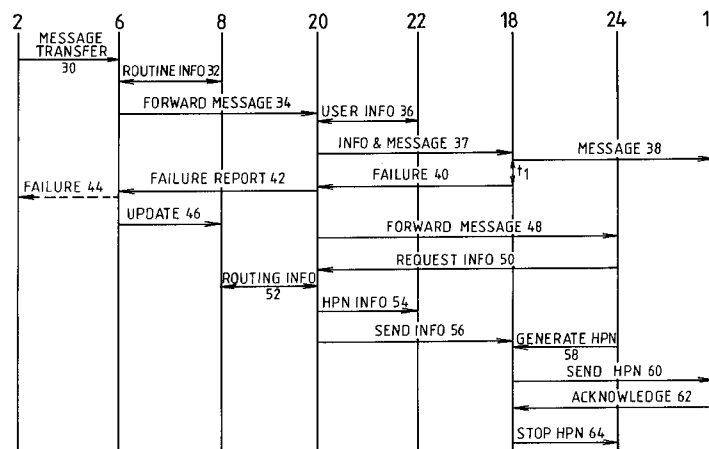 2 6 8 20 22 18 24 1
MESSAGE
TRANSFER
30
ROUTINE INFO 32
FORWARD MESSAGE 34
USER INFO 36
INFO & MESSAGE 37
MESSAGE 38
t1
FAILURE 40
FAILURE REPORT 42
FAILURE 44
UPDATE 46
FORWARD MESSAGE 48
REQUEST INFO 50
ROUTING INFO
52
HPN INFO 54
SEND INFO 56
GENERATE HPN
58
SEND HPN 60
ACKNOWLEDGE 62
STOP HPN 64